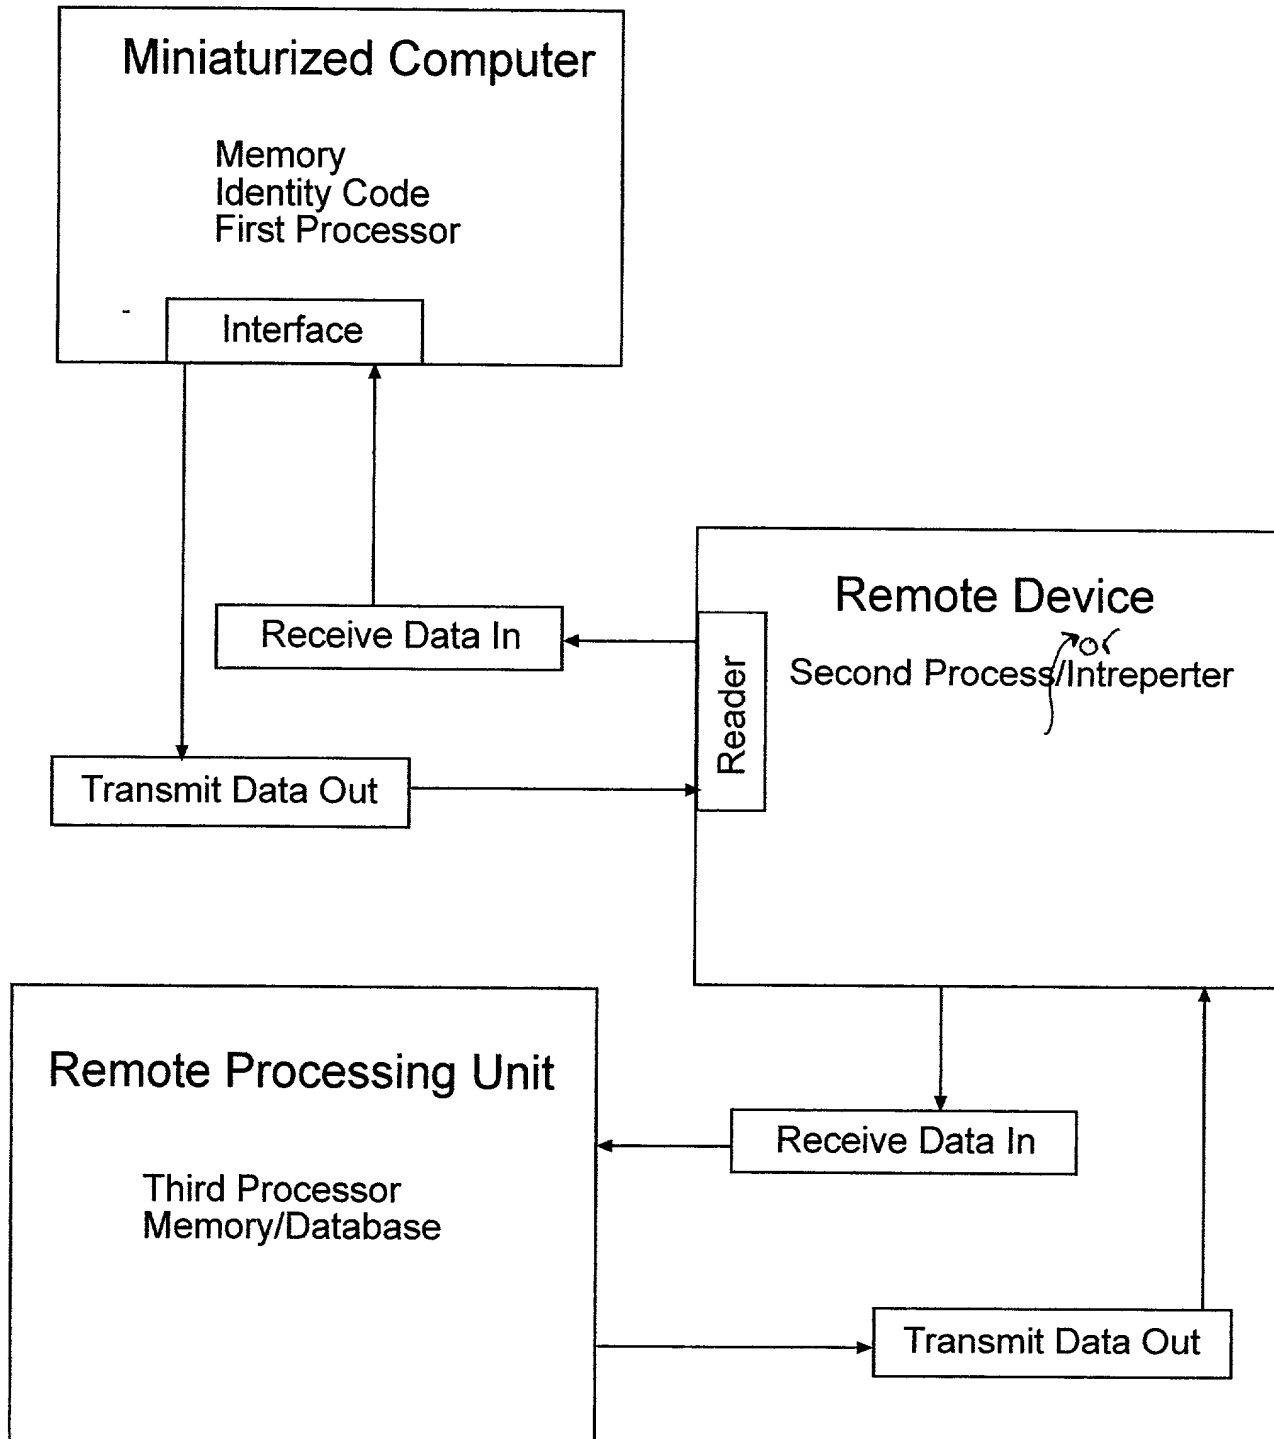 Miniaturized Computer
Memory
Identity Code
First Processor
Interface
Receive Data In
Transmit Data Out
Remote Device
or
Second Process/Intreperter
Reader
Remote Processing Unit
Third Processor
Memory/Database
Receive Data In
Transmit Data Out